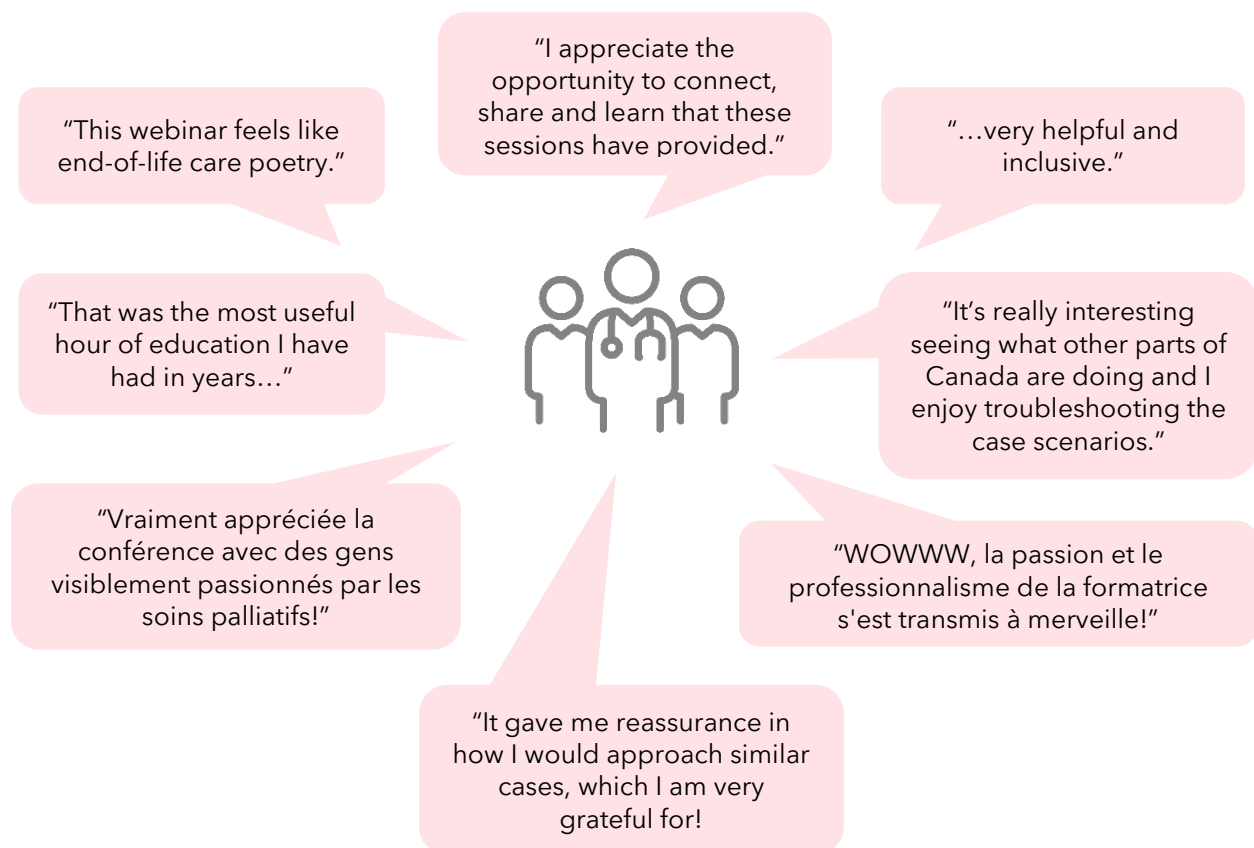 “I appreciate the
opportunity to connect,
share and learn that these
sessions have provided.”
“This webinar feels like
end-of-life care poetry.”
“…very helpful and
inclusive.”
“That was the most useful
hour of education I have
had in years…”
“It’s really interesting
seeing what other parts of
Canada are doing and I
enjoy troubleshooting the
case scenarios.”
“Vraiment appréciée la
conférence avec des gens
visiblement passionnés par les
soins palliatifs!”
“WOWWW, la passion et le
professionnalisme de la formatrice
s'est transmis à merveille!”
“It gave me reassurance in
how I would approach similar
cases, which I am very
grateful for!